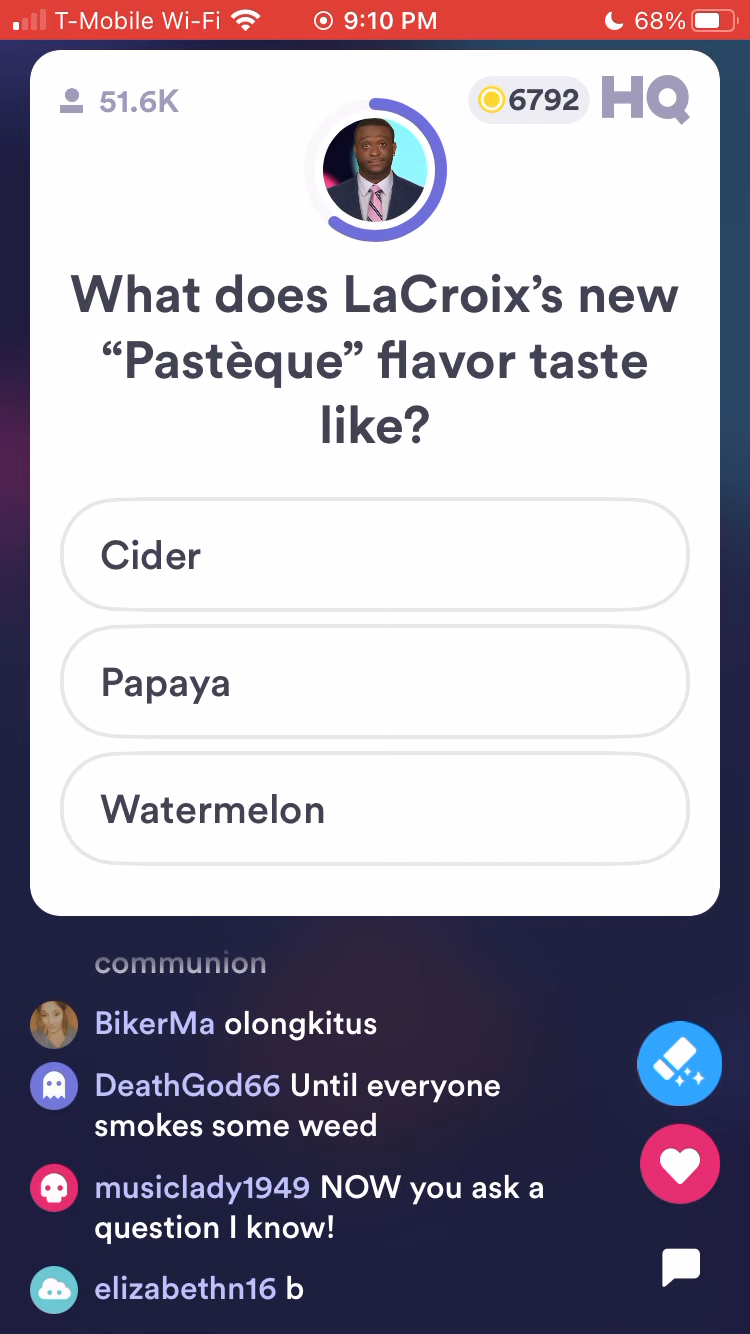 T-Mobile Wi-Fi 9:10 PM 68%
51.6K 6792 HQ
What does LaCroix’s new
“Pastèque” flavor taste
like?
Cider
Papaya
Watermelon
communion
BikerMa olongkitus
DeathGod66 Until everyone
smokes some weed
musiclady1949 NOW you ask a
question I know!
elizabethn16 b